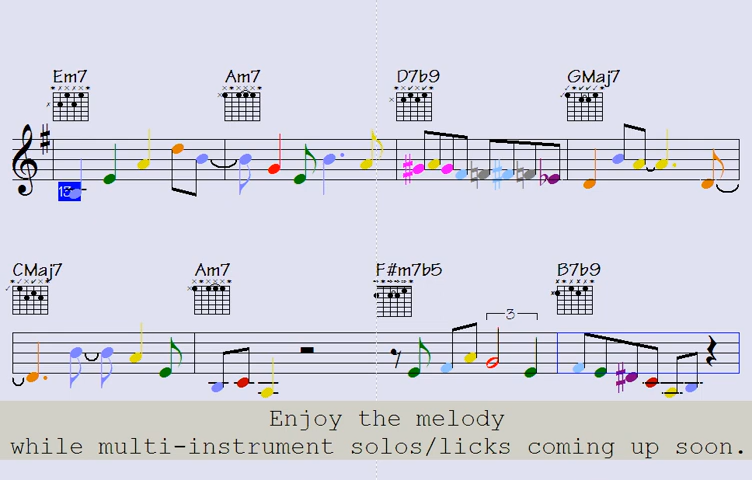 Em7 Am7 D7b9 GMaj7
13
CMaj7 Am7 F#m7b5 B7b9
3
Enjoy the melody
while multi-instrument solos/licks coming up soon.